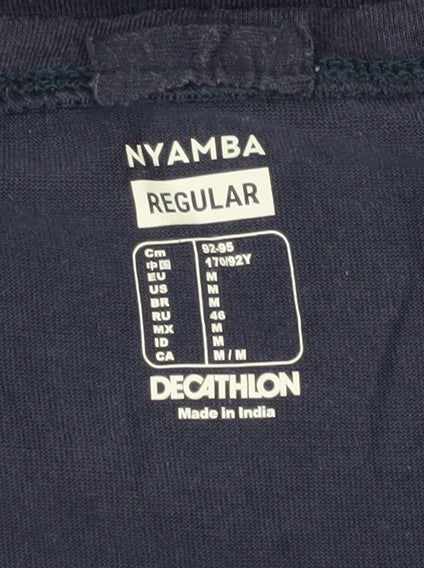 NYAMBA
REGULAR
Cm 92-95
中国 170/92Y
EU M
US M
BR M
RU 46
MX M
ID M
CA M / M
DECATHLON
Made in India